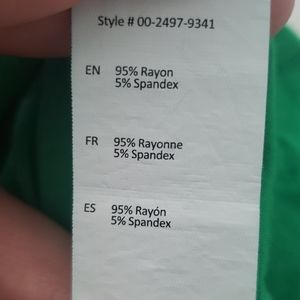 Style # 00-2497-9341
EN 95% Rayon
5% Spandex
FR 95% Rayonne
5% Spandex
ES 95% Rayón
5% Spandex